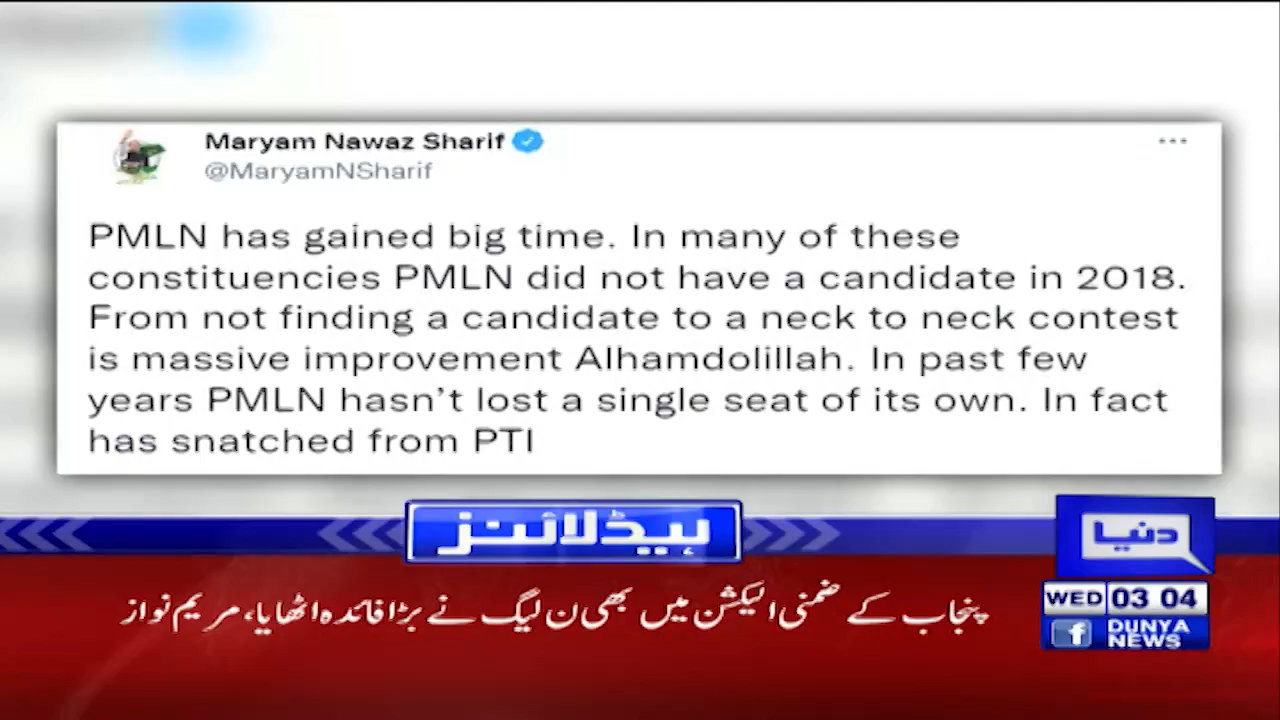 Maryam Nawaz Sharif
@MaryamNSharif
PMLN has gained big time. In many of these
constituencies PMLN did not have a candidate in 2018.
From not finding a candidate to a neck to neck contest
is massive improvement Alhamdolillah. In past few
years PMLN hasn't lost a single seat of its own. In fact
has snatched from PTI
ہیڈلائنز
دنیا
پنجاب کے ضمنی الیکشن میں بھی ن لیگ نے بڑا فائدہ اٹھایا، مریم نواز
WED 03 04
f DUNYA
NEWS